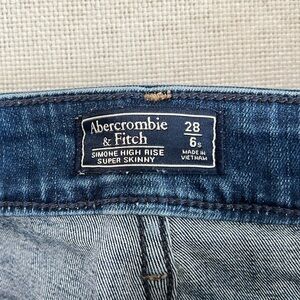 Abercrombie
& Fitch
SIMONE HIGH RISE
SUPER SKINNY
28
6s
MADE IN
VIETNAM